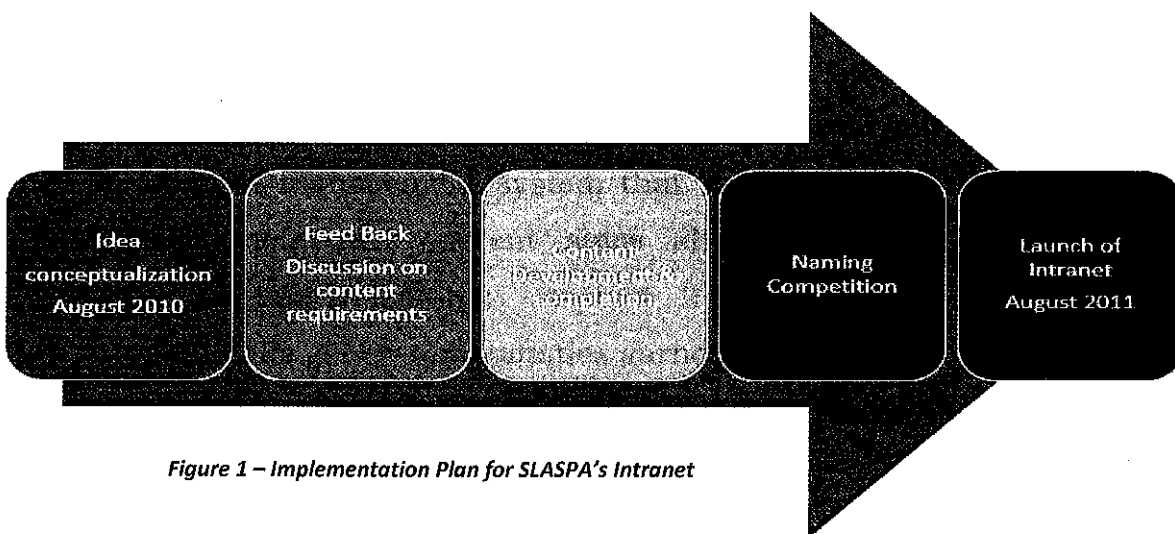 Idea
conceptualization
August 2010
Feed Back
Discussion on
content
requirements
Content
Development &
completion
Naming
Competition
Launch of
Intranet
August 2011
Figure 1 – Implementation Plan for SLASPA's Intranet